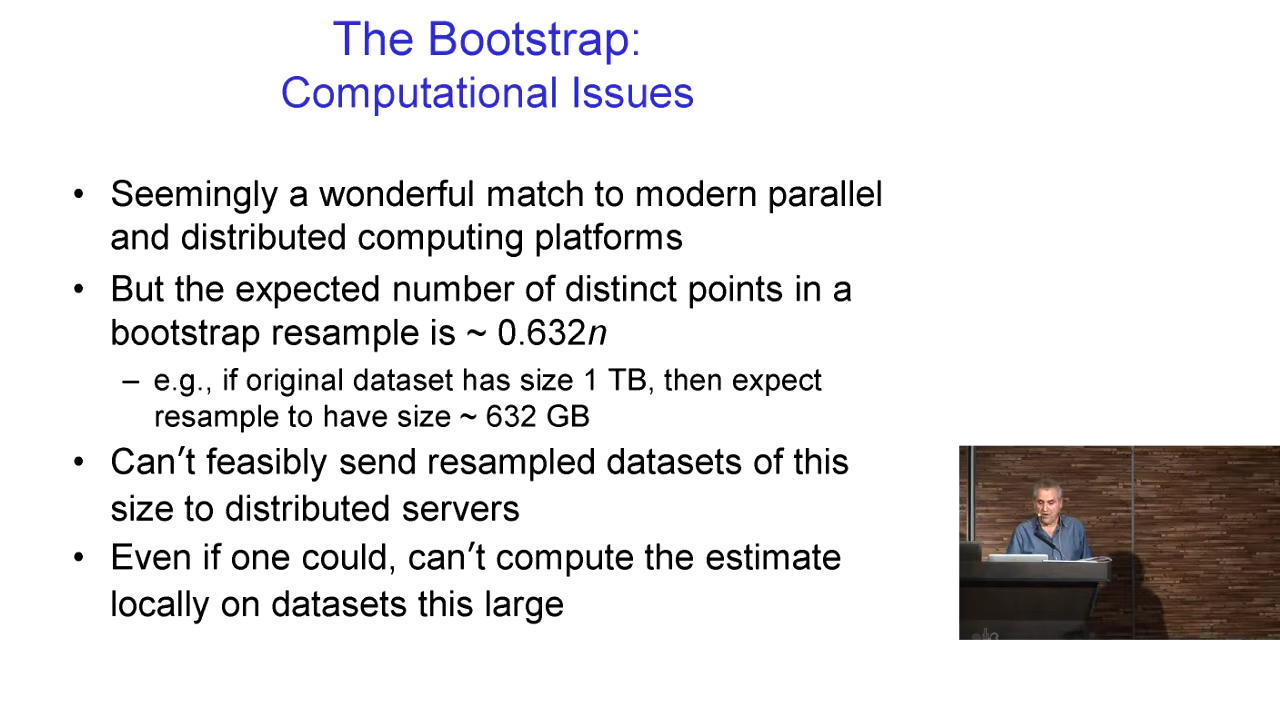 The Bootstrap:
Computational Issues
• Seemingly a wonderful match to modern parallel
and distributed computing platforms
• But the expected number of distinct points in a
bootstrap resample is ~ 0.632n
– e.g., if original dataset has size 1 TB, then expect
resample to have size ~ 632 GB
• Can′t feasibly send resampled datasets of this
size to distributed servers
• Even if one could, can′t compute the estimate
locally on datasets this large